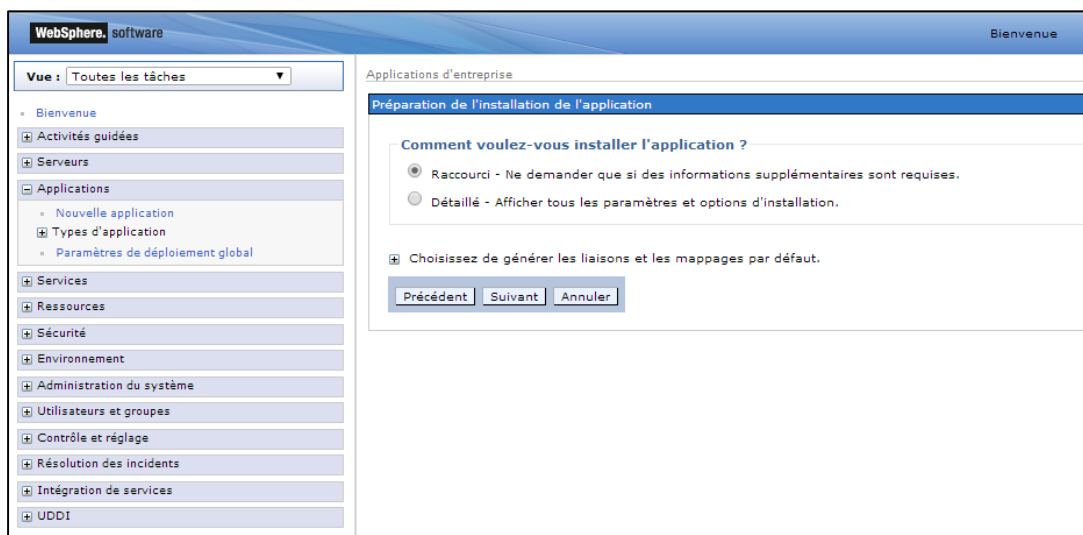 WebSphere. software
Bienvenue
Vue : Toutes les tâches
Bienvenue
Activités guidées
Serveurs
Applications
Nouvelle application
Types d'application
Paramètres de déploiement global
Services
Ressources
Sécurité
Environnement
Administration du système
Utilisateurs et groupes
Contrôle et réglage
Résolution des incidents
Intégration de services
UDDI
Applications d'entreprise
Préparation de l'installation de l'application
Comment voulez-vous installer l'application ?
Raccourci - Ne demander que si des informations supplémentaires sont requises.
Détaillé - Afficher tous les paramètres et options d'installation.
Choisissez de générer les liaisons et les mappages par défaut.
Précédent Suivant Annuler